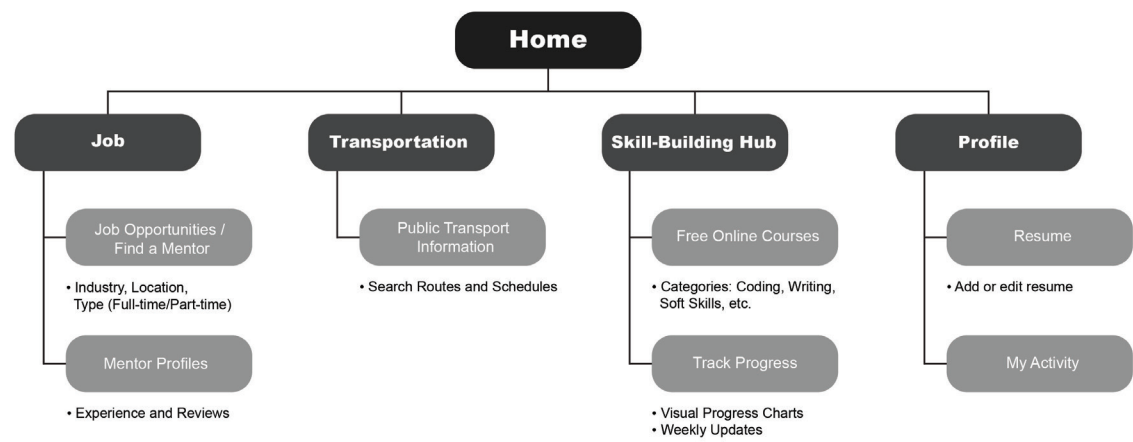 Home
Job
Transportation
Skill-Building Hub
Profile
Job Opportunities /
Find a Mentor
• Industry, Location,
Type (Full-time/Part-time)
Mentor Profiles
• Experience and Reviews
Public Transport
Information
• Search Routes and Schedules
Free Online Courses
• Categories: Coding, Writing,
Soft Skills, etc.
Track Progress
• Visual Progress Charts
• Weekly Updates
Resume
• Add or edit resume
My Activity